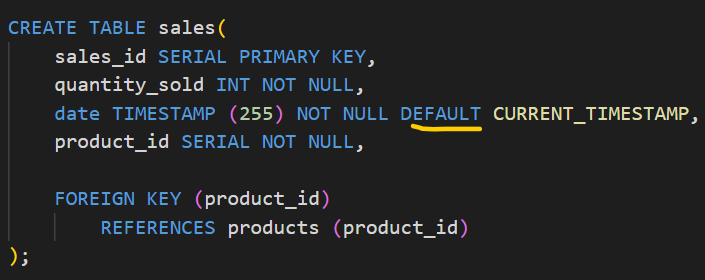 CREATE TABLE sales(
sales_id SERIAL PRIMARY KEY,
quantity_sold INT NOT NULL,
date TIMESTAMP (255) NOT NULL DEFAULT CURRENT_TIMESTAMP,
product_id SERIAL NOT NULL,
FOREIGN KEY (product_id)
REFERENCES products (product_id)
);